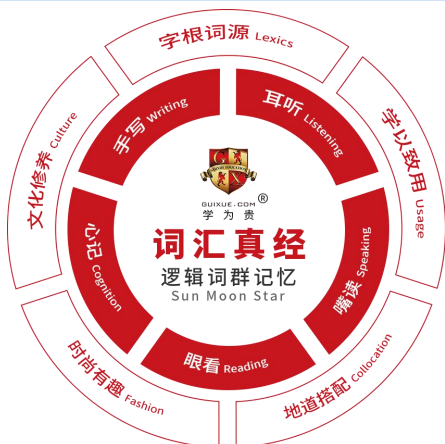 字根词源 Lexics
学以致用 Usage
地道搭配 Collocation
时尚有趣 Fashion
文化修养 Culture
手写 Writing
耳听 Listening
嘴读 Speaking
眼看 Reading
心记 Cognition
G X
GUIXUE.COM ®
学为贵
词汇真经
逻辑词群记忆
Sun Moon Star